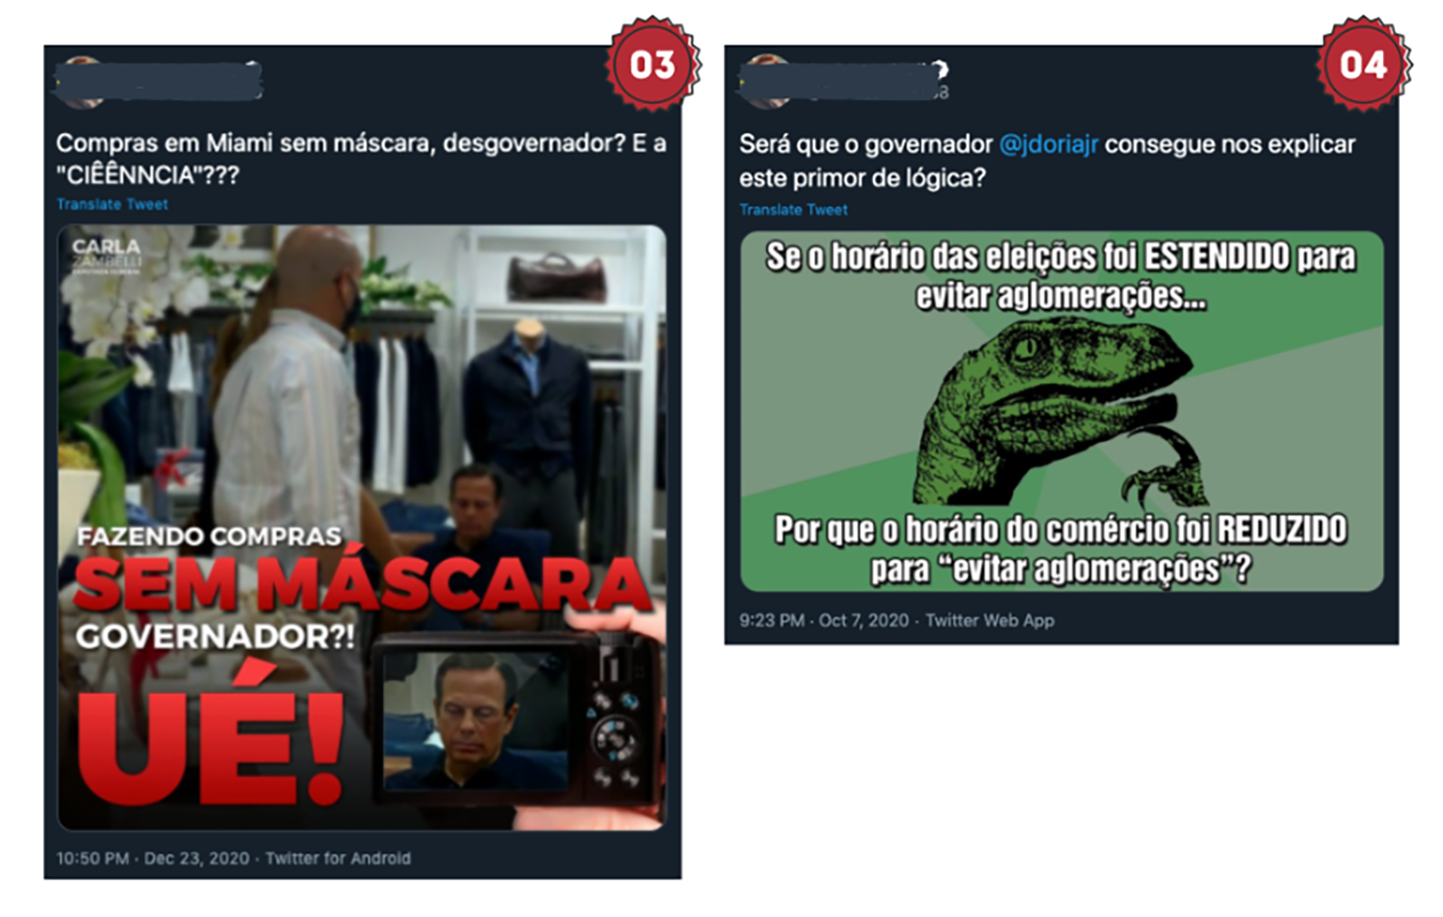 03
Compras em Miami sem máscara, desgovernador? E a
"CIÊÊNNCIA"???
Translate Tweet
CARLA
ZAMBELLI
FAZENDO COMPRAS
SEM MÁSCARA
GOVERNADOR?!
UÉ!
10:50 PM · Dec 23, 2020 · Twitter for Android
04
Será que o governador @jdoriajr consegue nos explicar
este primor de lógica?
Translate Tweet
Se o horário das eleições foi ESTENDIDO para
evitar aglomerações...
Por que o horário do comércio foi REDUZIDO
para “evitar aglomerações”?
9:23 PM · Oct 7, 2020 · Twitter Web App